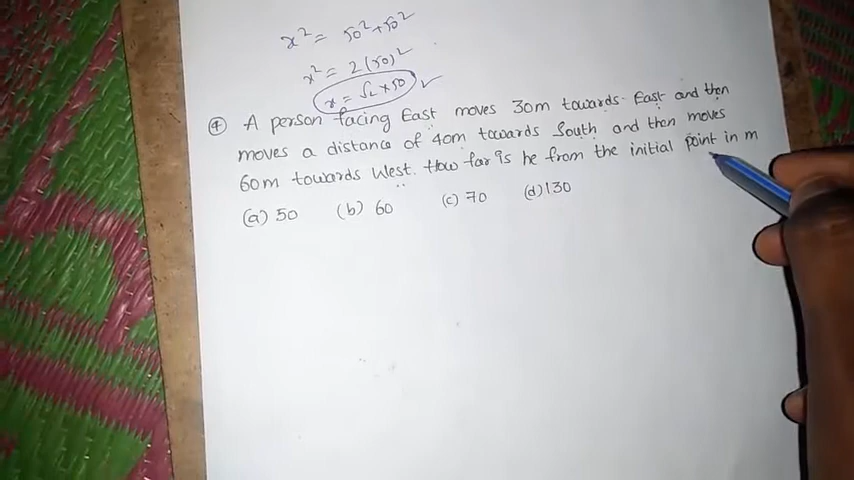 x² = 50² + 50²
x² = 2 (50)²
x = √2 × 50
④ A person facing East moves 30m towards East and then
moves a distance of 40m towards South and then moves
60m towards West. How far is he from the initial point in m
(a) 50 (b) 60 (c) 70 (d) 130